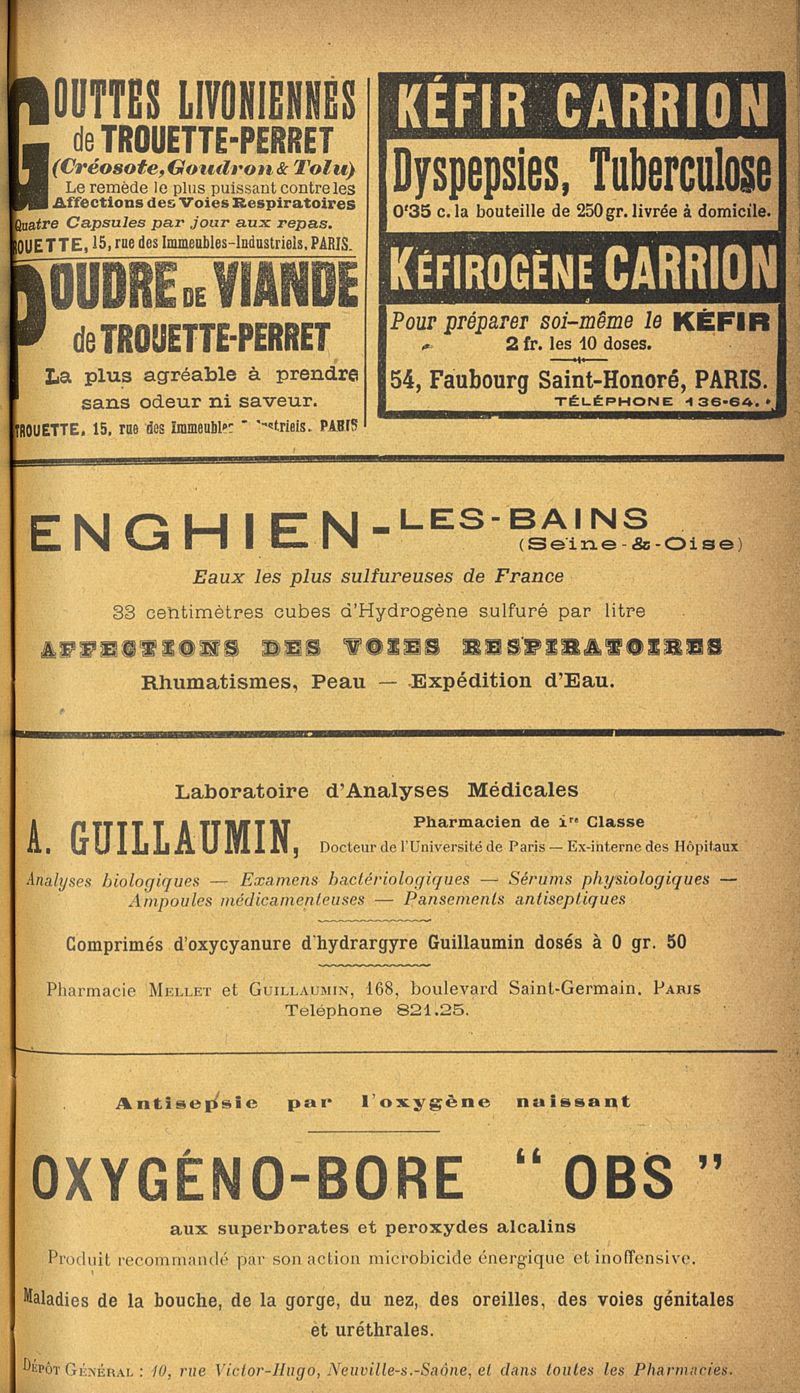 GOUTTES LIVONIENNES
de TROUETTE-PERRET
(Créosote, Goudron & Tolu)
Le remède le plus puissant contre les
Affections des Voies Respiratoires
Quatre Capsules par jour aux repas.
ROUETTE, 15, rue des Immeubles-Industriels, PARIS.
POUDRE DE VIANDE
de TROUETTE-PERRET
La plus agréable à prendre
sans odeur ni saveur.
TROUETTE, 15, rue des Immeubl triels. PARIS
KÉFIR CARRION
Dyspepsies, Tuberculose
0f35 c. la bouteille de 250gr. livrée à domicile.
KÉFIROGÈNE CARRION
Pour préparer soi-même le KÉFIR
2 fr. les 10 doses.
54, Faubourg Saint-Honoré, PARIS.
TÉLÉPHONE 136-64.
ENGHIEN-LES-BAINS
(Seine-&-Oise)
Eaux les plus sulfureuses de France
33 centimètres cubes d'Hydrogène sulfuré par litre
AFFECTIONS DES VOIES RESPIRATOIRES
Rhumatismes, Peau — Expédition d'Eau.
Laboratoire d'Analyses Médicales
A. GUILLAUMIN,
Pharmacien de 1re Classe
Docteur de l'Université de Paris — Ex-interne des Hôpitaux
Analyses biologiques — Examens bactériologiques — Sérums physiologiques —
Ampoules médicamenteuses — Pansements antiseptiques
Comprimés d'oxycyanure d'hydrargyre Guillaumin dosés à 0 gr. 50
Pharmacie MELLET et GUILLAUMIN, 168, boulevard Saint-Germain. PARIS
Teléphone 821.25.
Antisepsie par l'oxygène naissant
OXYGÉNO-BORE “ OBS ”
aux superborates et peroxydes alcalins
Produit recommandé par son action microbicide énergique et inoffensive.
Maladies de la bouche, de la gorge, du nez, des oreilles, des voies génitales
et uréthrales.
DÉPÔT GÉNÉRAL : 10, rue Victor-Hugo, Neuville-s.-Saône, et dans toutes les Pharmacies.